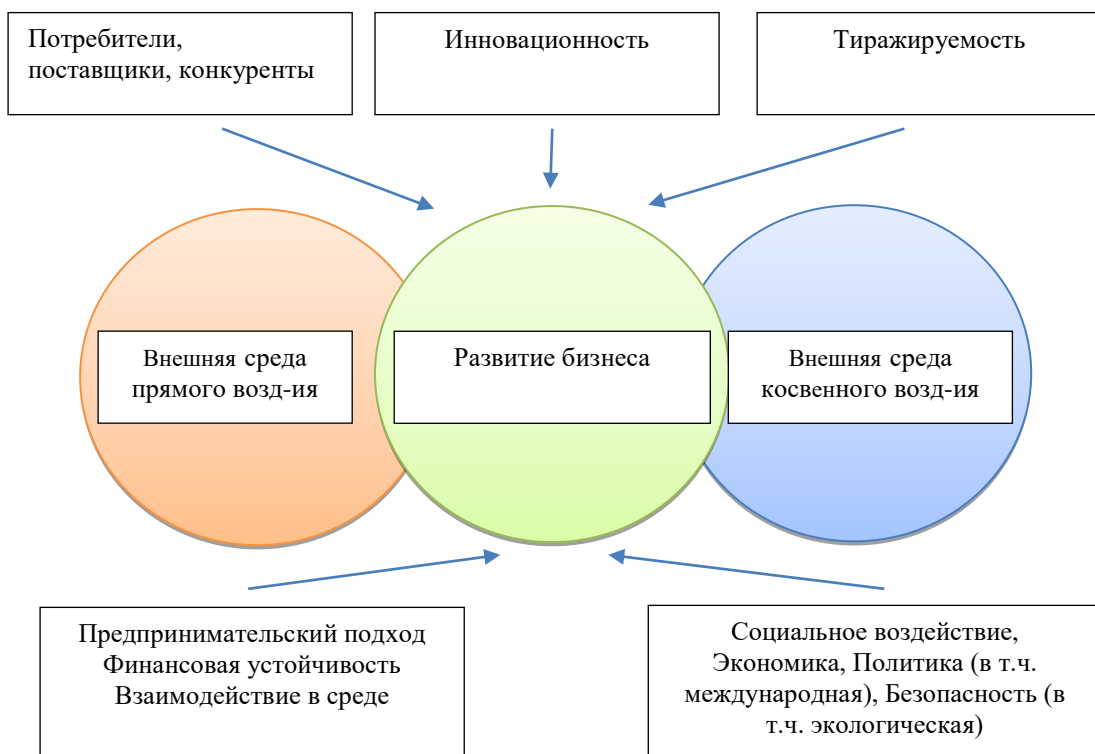 Потребители,
поставщики, конкуренты
Инновационность
Тиражируемость
Внешняя среда
прямого возд-ия
Развитие бизнеса
Внешняя среда
косвенного возд-ия
Предпринимательский подход
Финансовая устойчивость
Взаимодействие в среде
Социальное воздействие,
Экономика, Политика (в т.ч.
международная), Безопасность (в
т.ч. экологическая)